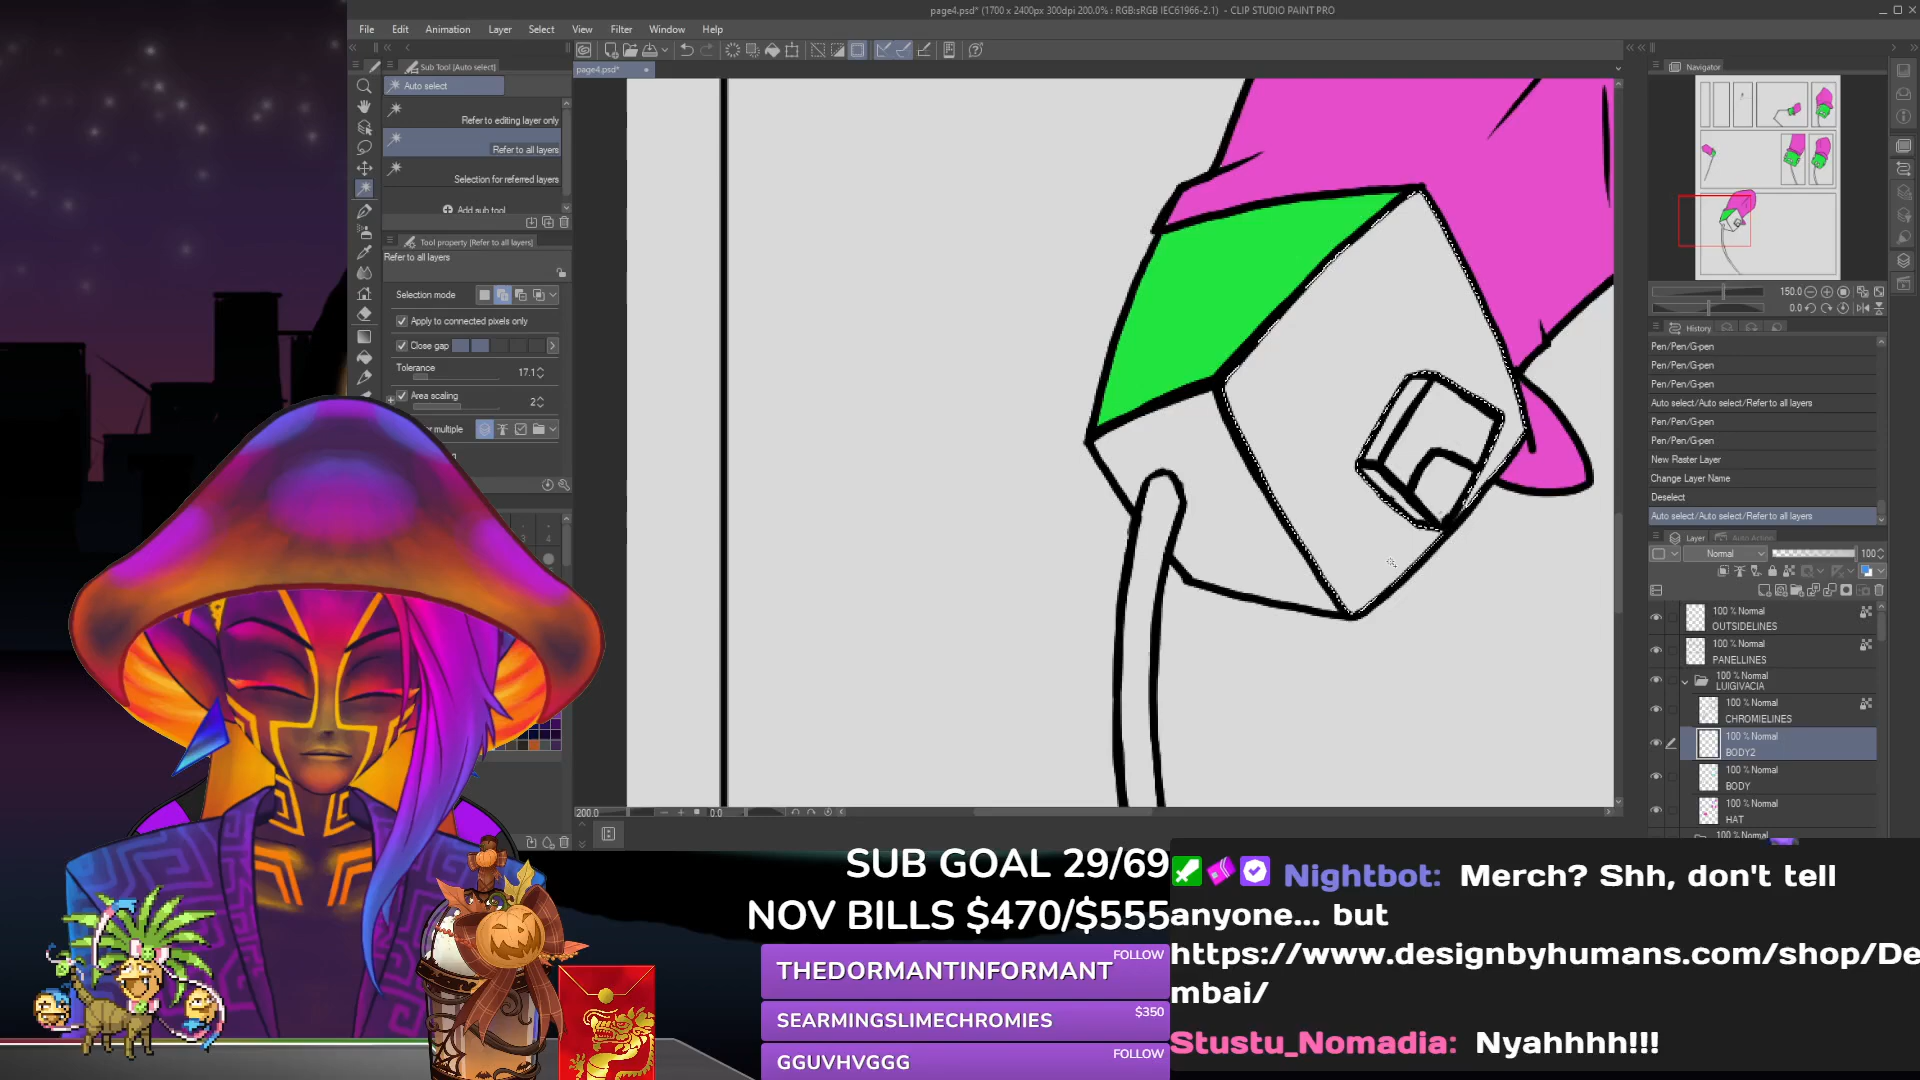 page4.psd* (1700 x 2400px 300dpi 200.0% : RGB:sRGB IEC61966-2.1) - CLIP STUDIO PAINT PRO
File Edit Animation Layer Select View Filter Window Help
Sub Tool [Auto select]
page4.psd*
Navigator
Auto select
Refer to editing layer only
Refer to all layers
Selection for referred layers
Add sub tool
Tool property [Refer to all layers]
Refer to all layers
Selection mode
Apply to connected pixels only
Close gap
Tolerance 17.1
Area scaling 2
multiple
150.0
0.0
History
Pen/Pen/G-pen
Pen/Pen/G-pen
Pen/Pen/G-pen
Auto select/Auto select/Refer to all layers
Pen/Pen/G-pen
Pen/Pen/G-pen
New Raster Layer
Change Layer Name
Deselect
Auto select/Auto select/Refer to all layers
Layer Auto Action
Normal 100
100 % Normal
OUTSIDELINES
100 % Normal
PANELLINES
100 % Normal
LUIGIVACIA
100 % Normal
CHROMIELINES
100 % Normal
BODY2
100 % Normal
BODY
100 % Normal
HAT
200.0 0.0
SUB GOAL 29/69
NOV BILLS $470/$555
THEDORMANTINFORMANT FOLLOW
SEARMINGSLIMECHROMIES $350
GGUVHVGGG FOLLOW
Nightbot: Merch? Shh, don't tell
anyone... but
https://www.designbyhumans.com/shop/De
mbai/
Stustu_Nomadia: Nyahhhh!!!